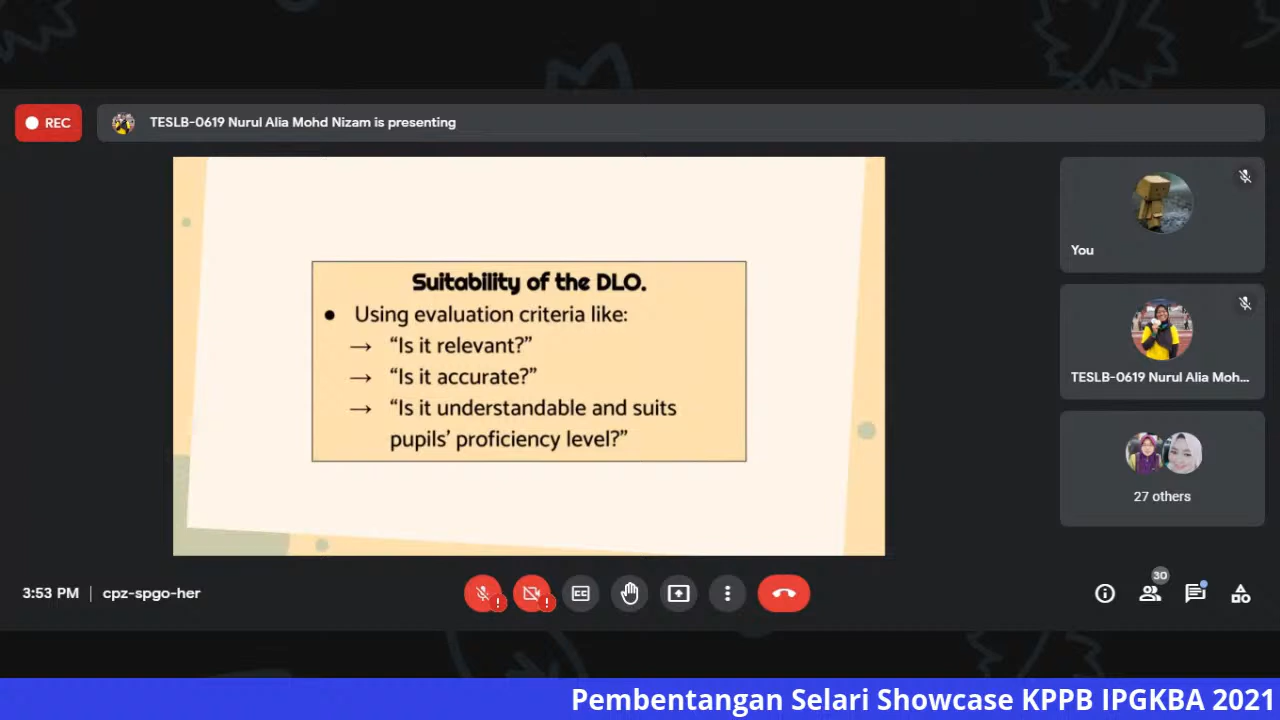 REC
TESLB-0619 Nurul Alia Mohd Nizam is presenting
Suitability of the DLO.
● Using evaluation criteria like:
→ “Is it relevant?”
→ “Is it accurate?”
→ “Is it understandable and suits
pupils’ proficiency level?”
You
TESLB-0619 Nurul Alia Moh...
27 others
3:53 PM | cpz-spgo-her
30
Pembentangan Selari Showcase KPPB IPGKBA 2021